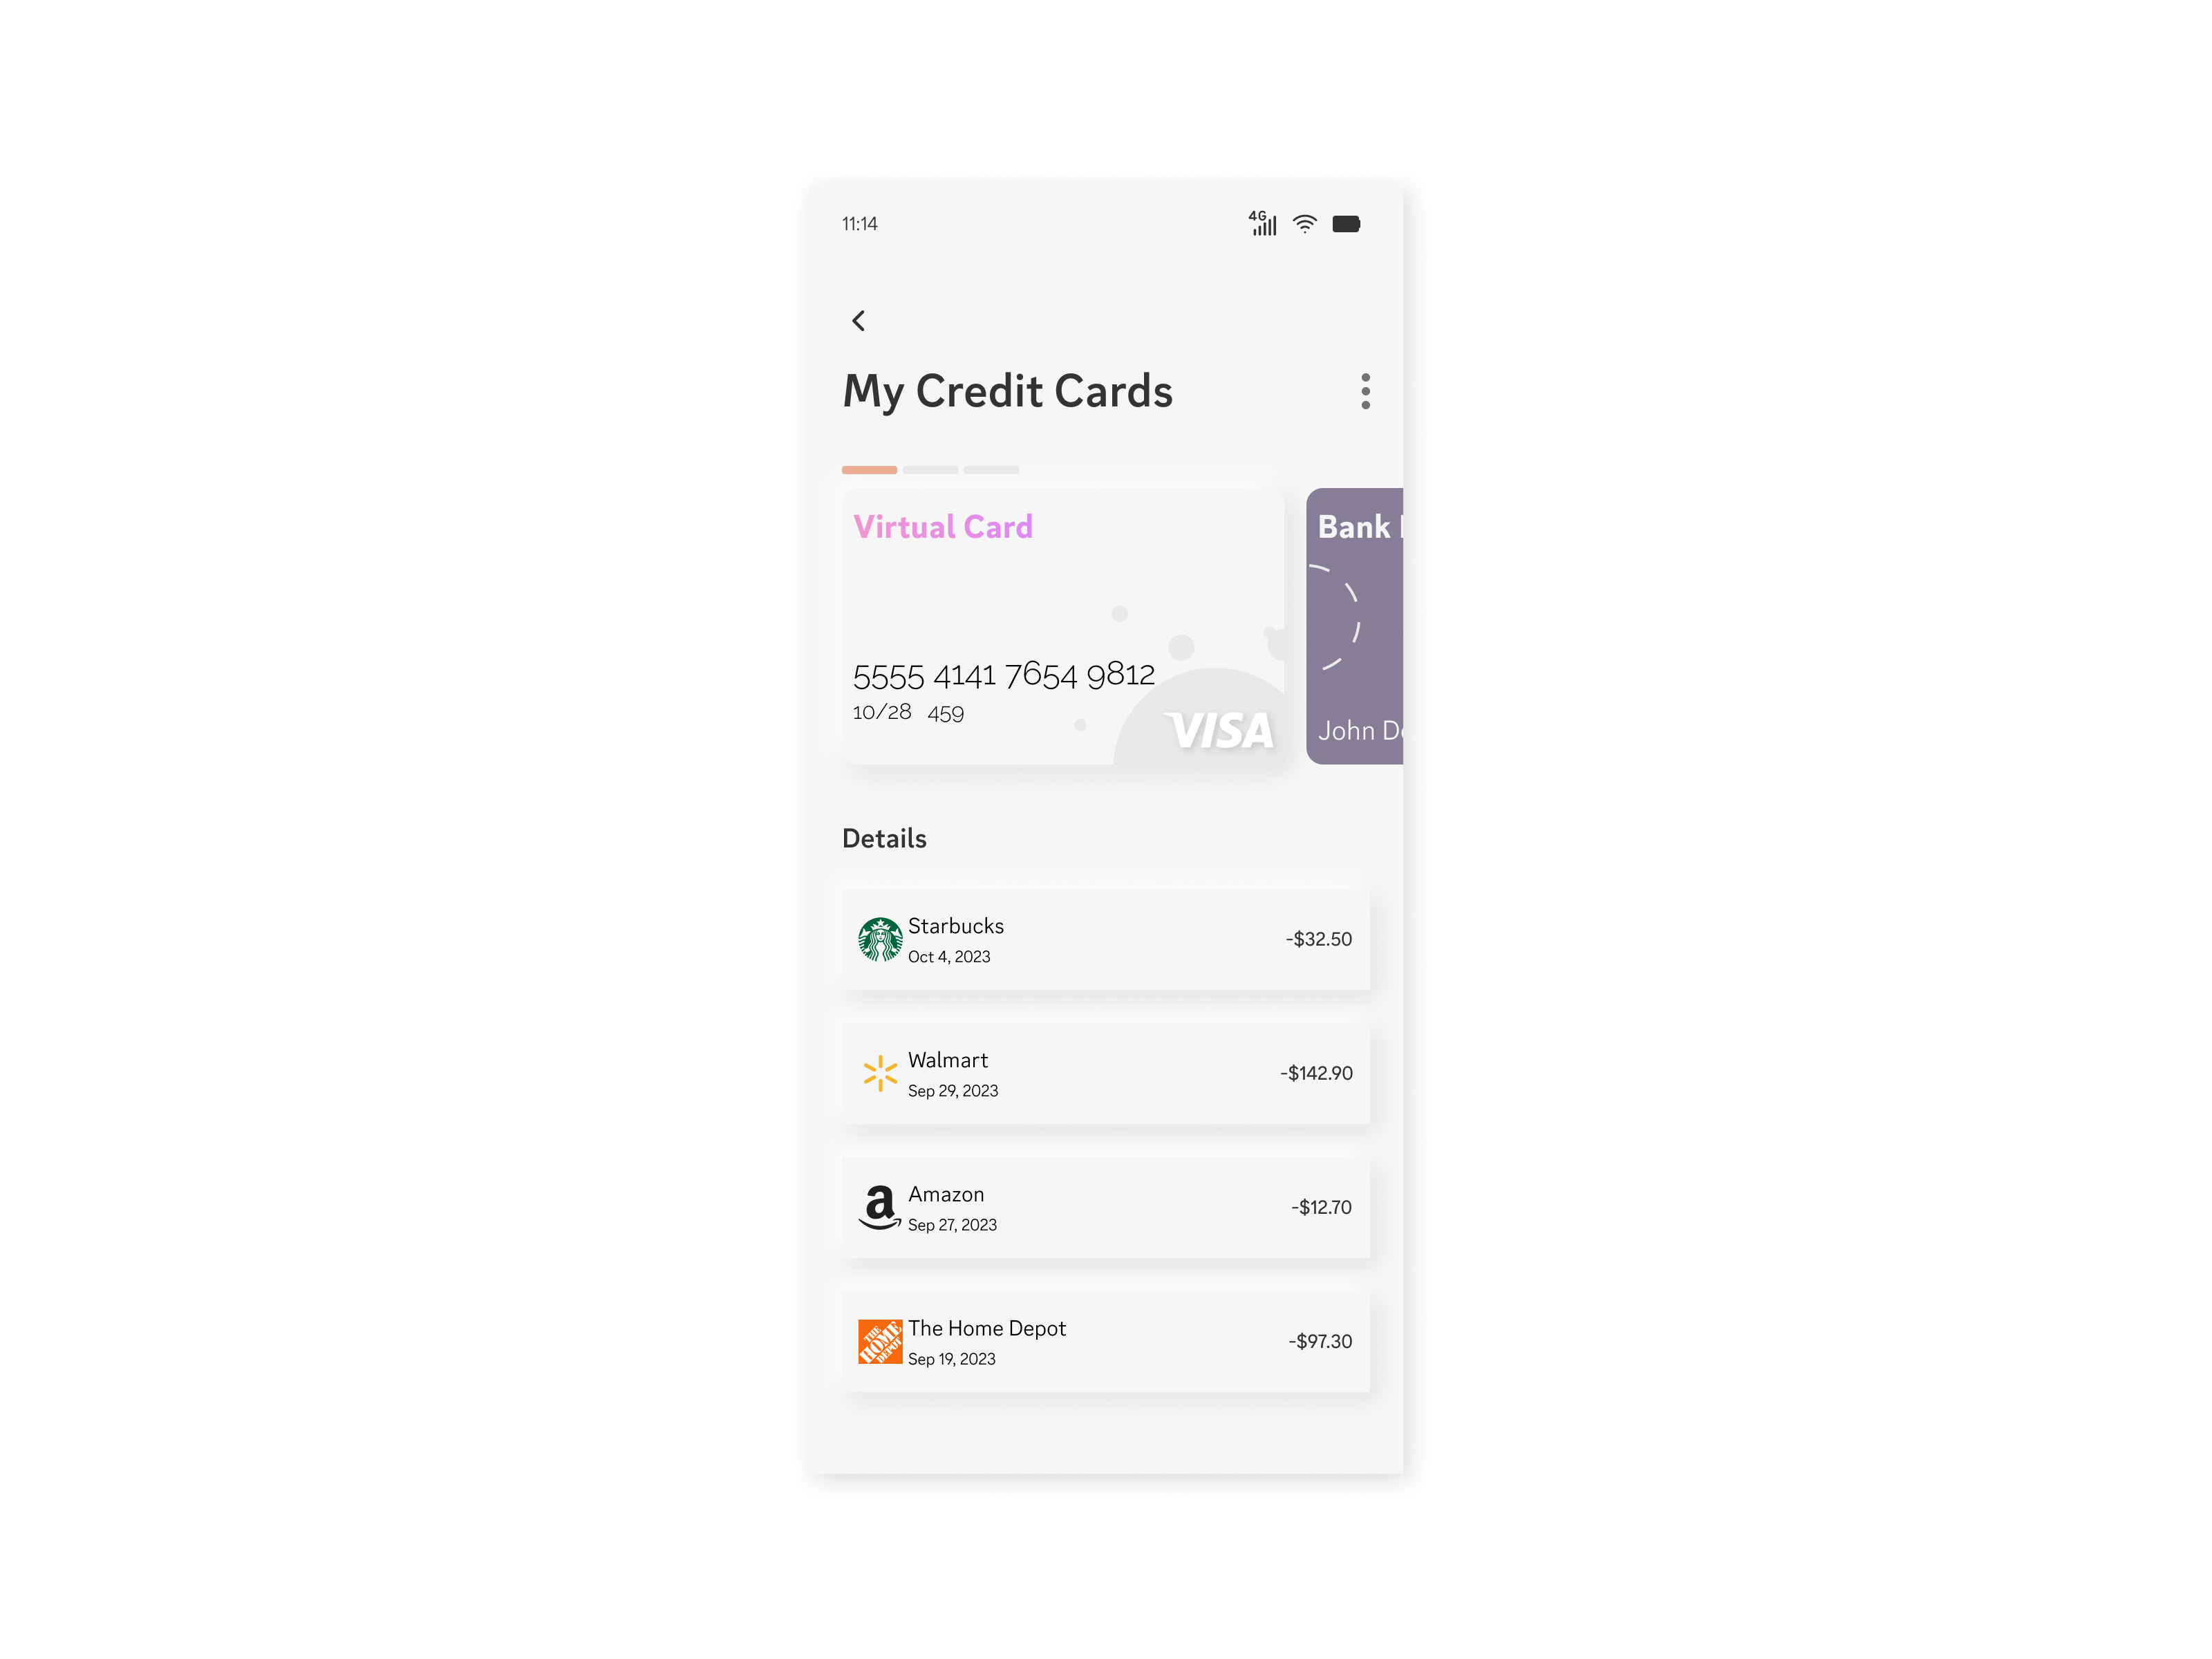 11:14
4G
My Credit Cards
Virtual Card
5555 4141 7654 9812
10/28 459
VISA
Bank
John
Details
Starbucks
Oct 4, 2023
-$32.50
Walmart
Sep 29, 2023
-$142.90
Amazon
Sep 27, 2023
-$12.70
THE
HOME
DEPOT
The Home Depot
Sep 19, 2023
-$97.30